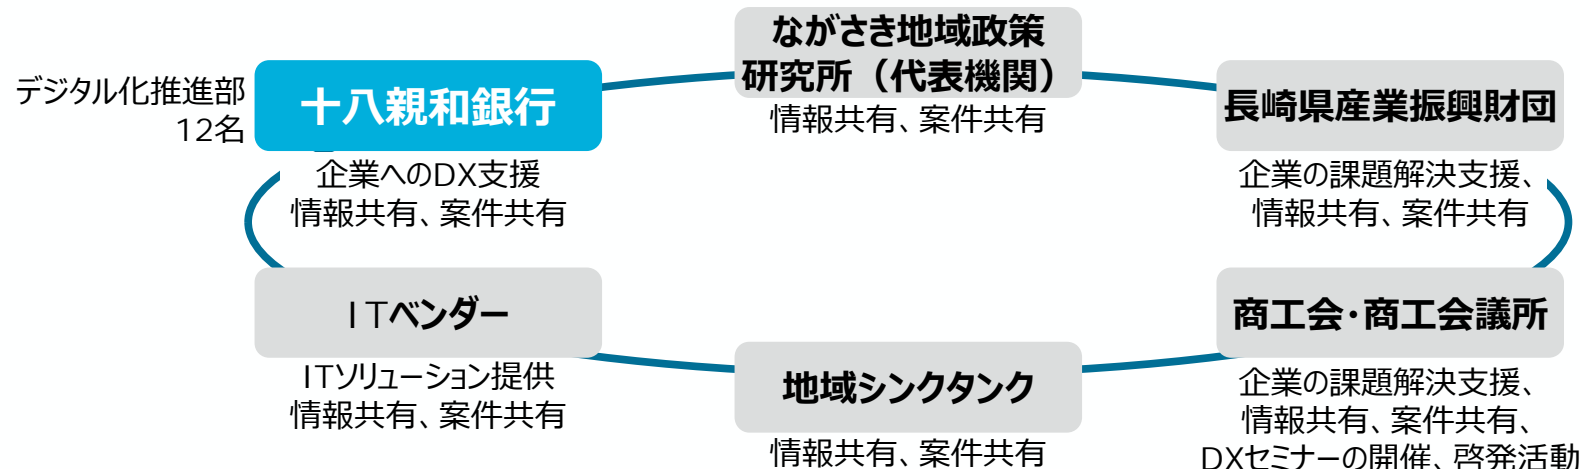 ながさき地域政策
研究所（代表機関）
情報共有、案件共有
デジタル化推進部
12名
十八親和銀行
企業へのDX支援
情報共有、案件共有
長崎県産業振興財団
企業の課題解決支援、
情報共有、案件共有
ITベンダー
ITソリューション提供
情報共有、案件共有
地域シンクタンク
情報共有、案件共有
商工会・商工会議所
企業の課題解決支援、
情報共有、案件共有、
DXセミナーの開催、啓発活動